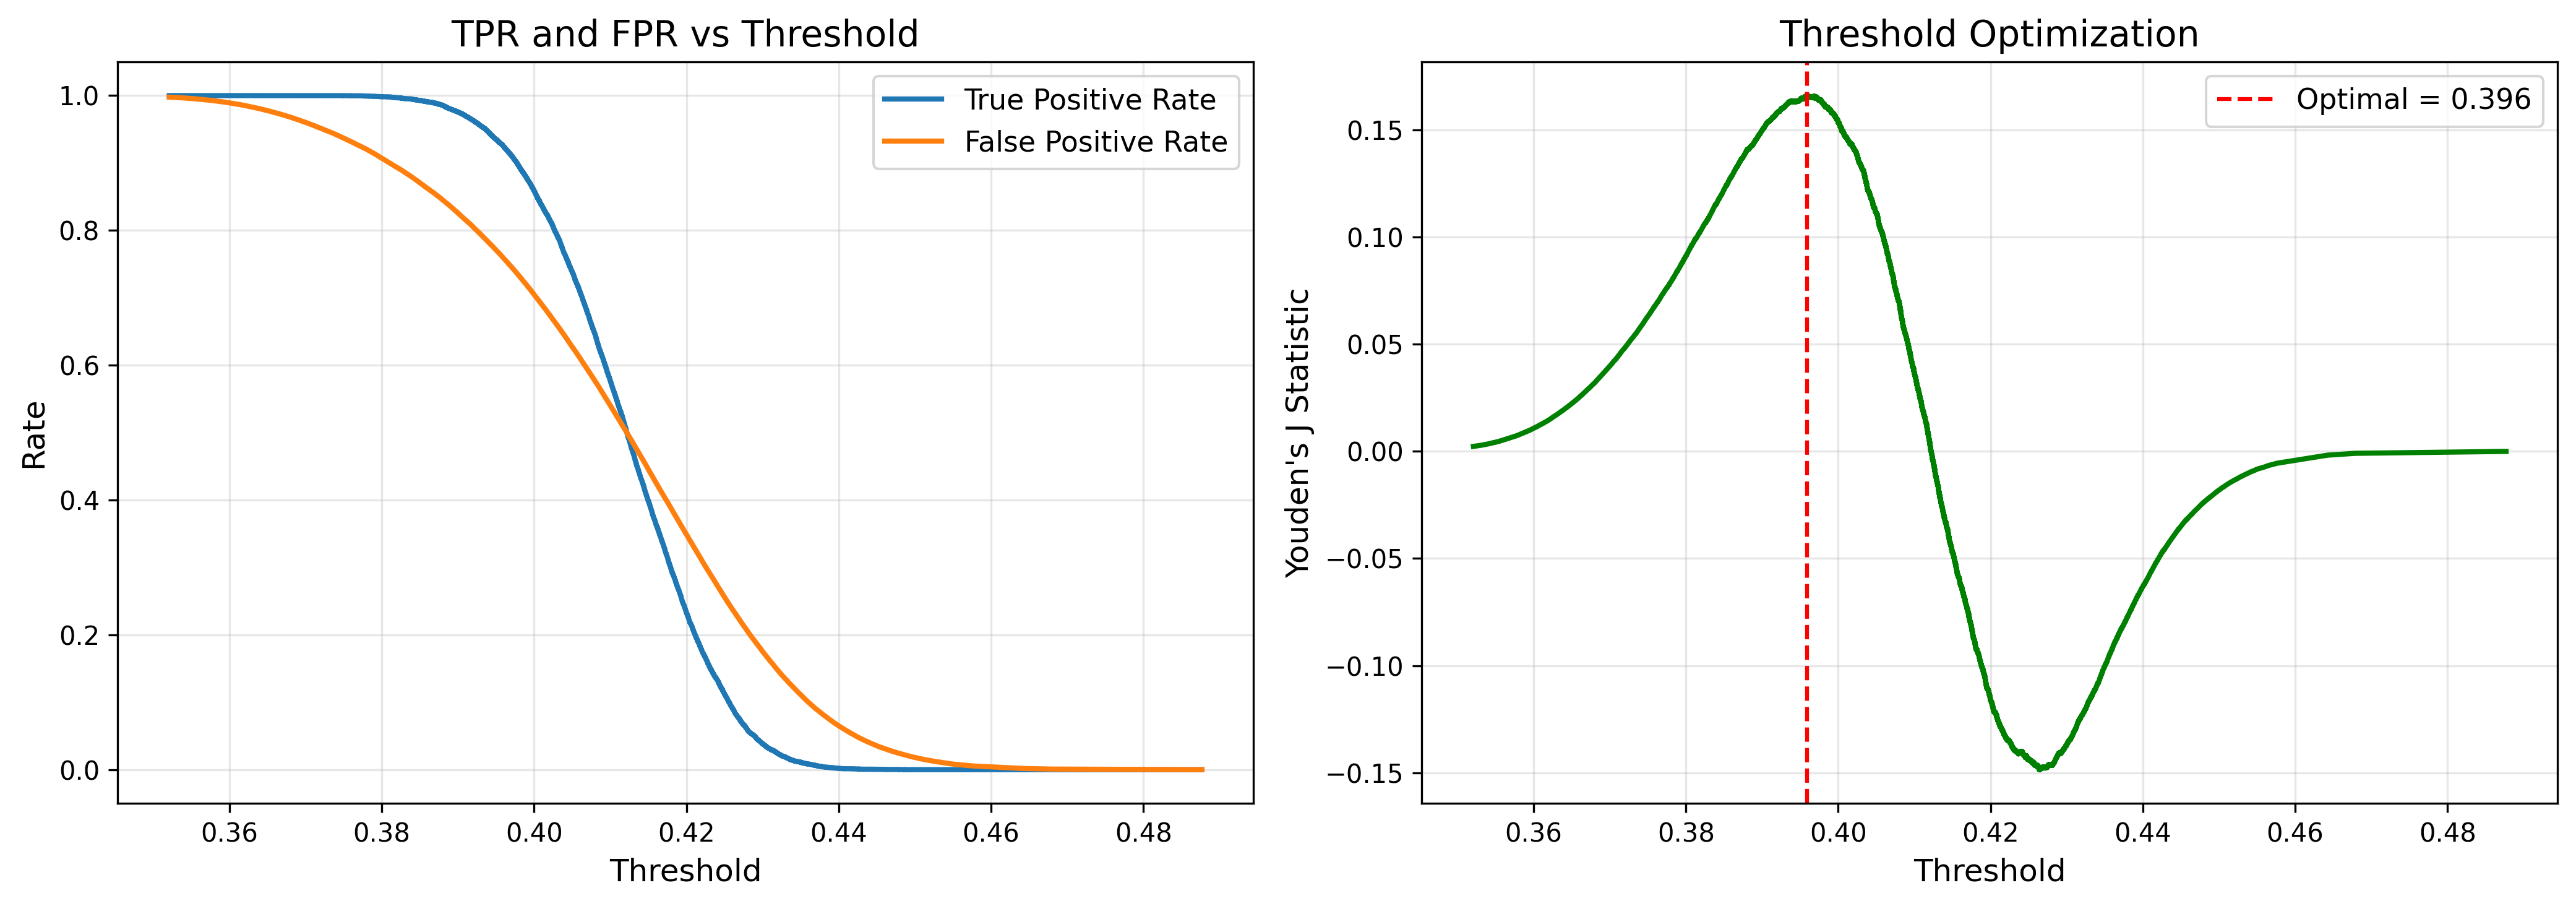 TPR and FPR vs Threshold
True Positive Rate
False Positive Rate
Rate
1.0
0.8
0.6
0.4
0.2
0.0
0.36 0.38 0.40 0.42 0.44 0.46 0.48
Threshold
Threshold Optimization
Optimal = 0.396
Youden's J Statistic
0.15
0.10
0.05
0.00
−0.05
−0.10
−0.15
0.36 0.38 0.40 0.42 0.44 0.46 0.48
Threshold